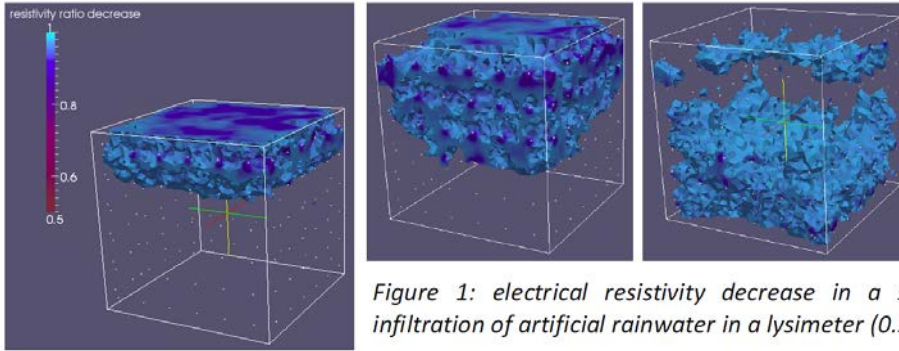 resistivity ratio decrease
1
0.8
0.6
0.5
Figure 1: electrical resistivity decrease in a
infiltration of artificial rainwater in a lysimeter (0.